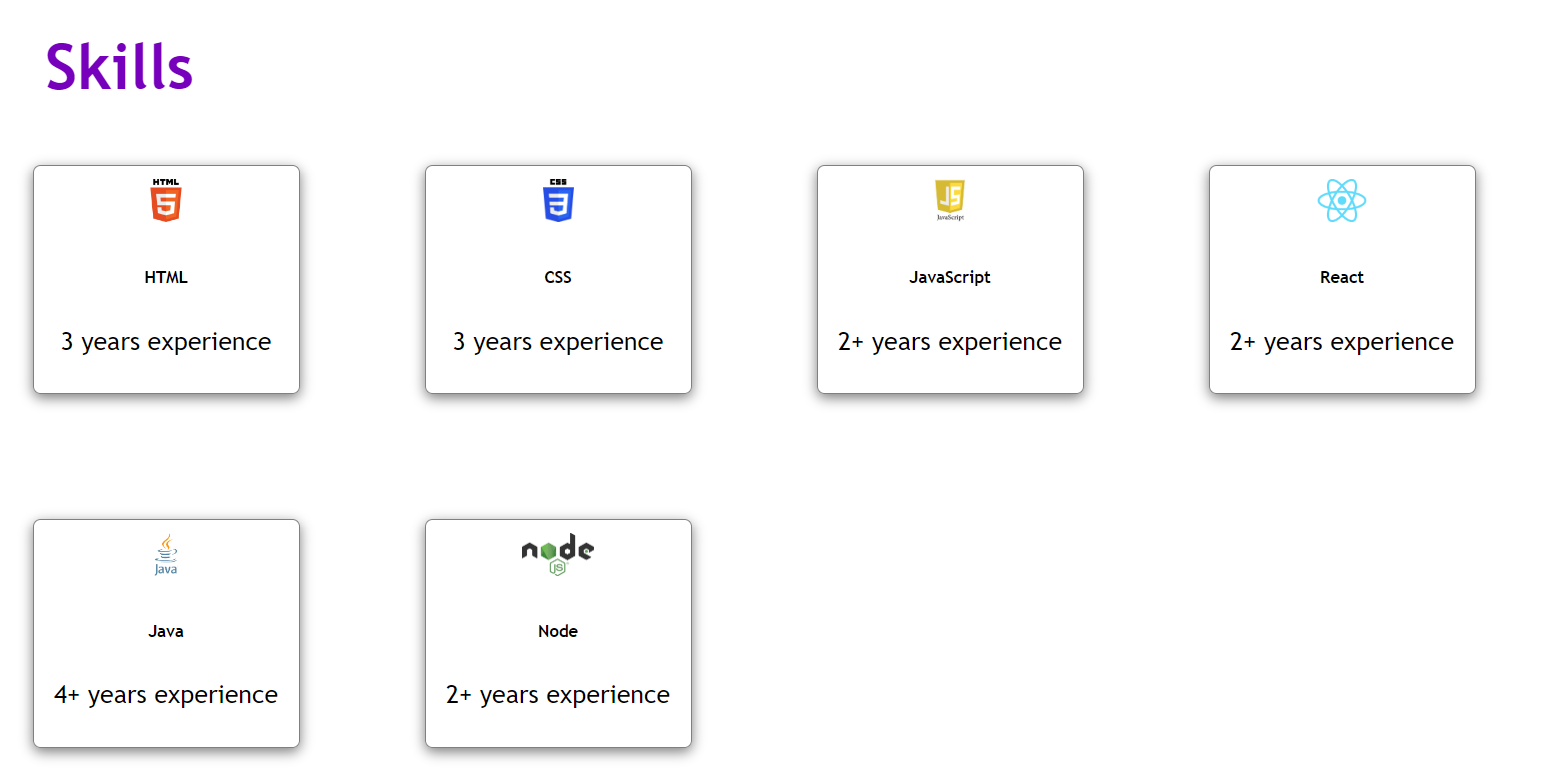 Skills
HTML
5
HTML
3 years experience
CSS
3
CSS
3 years experience
JS
JavaScript
JavaScript
2+ years experience
React
2+ years experience
Java
Java
4+ years experience
node
JS
Node
2+ years experience